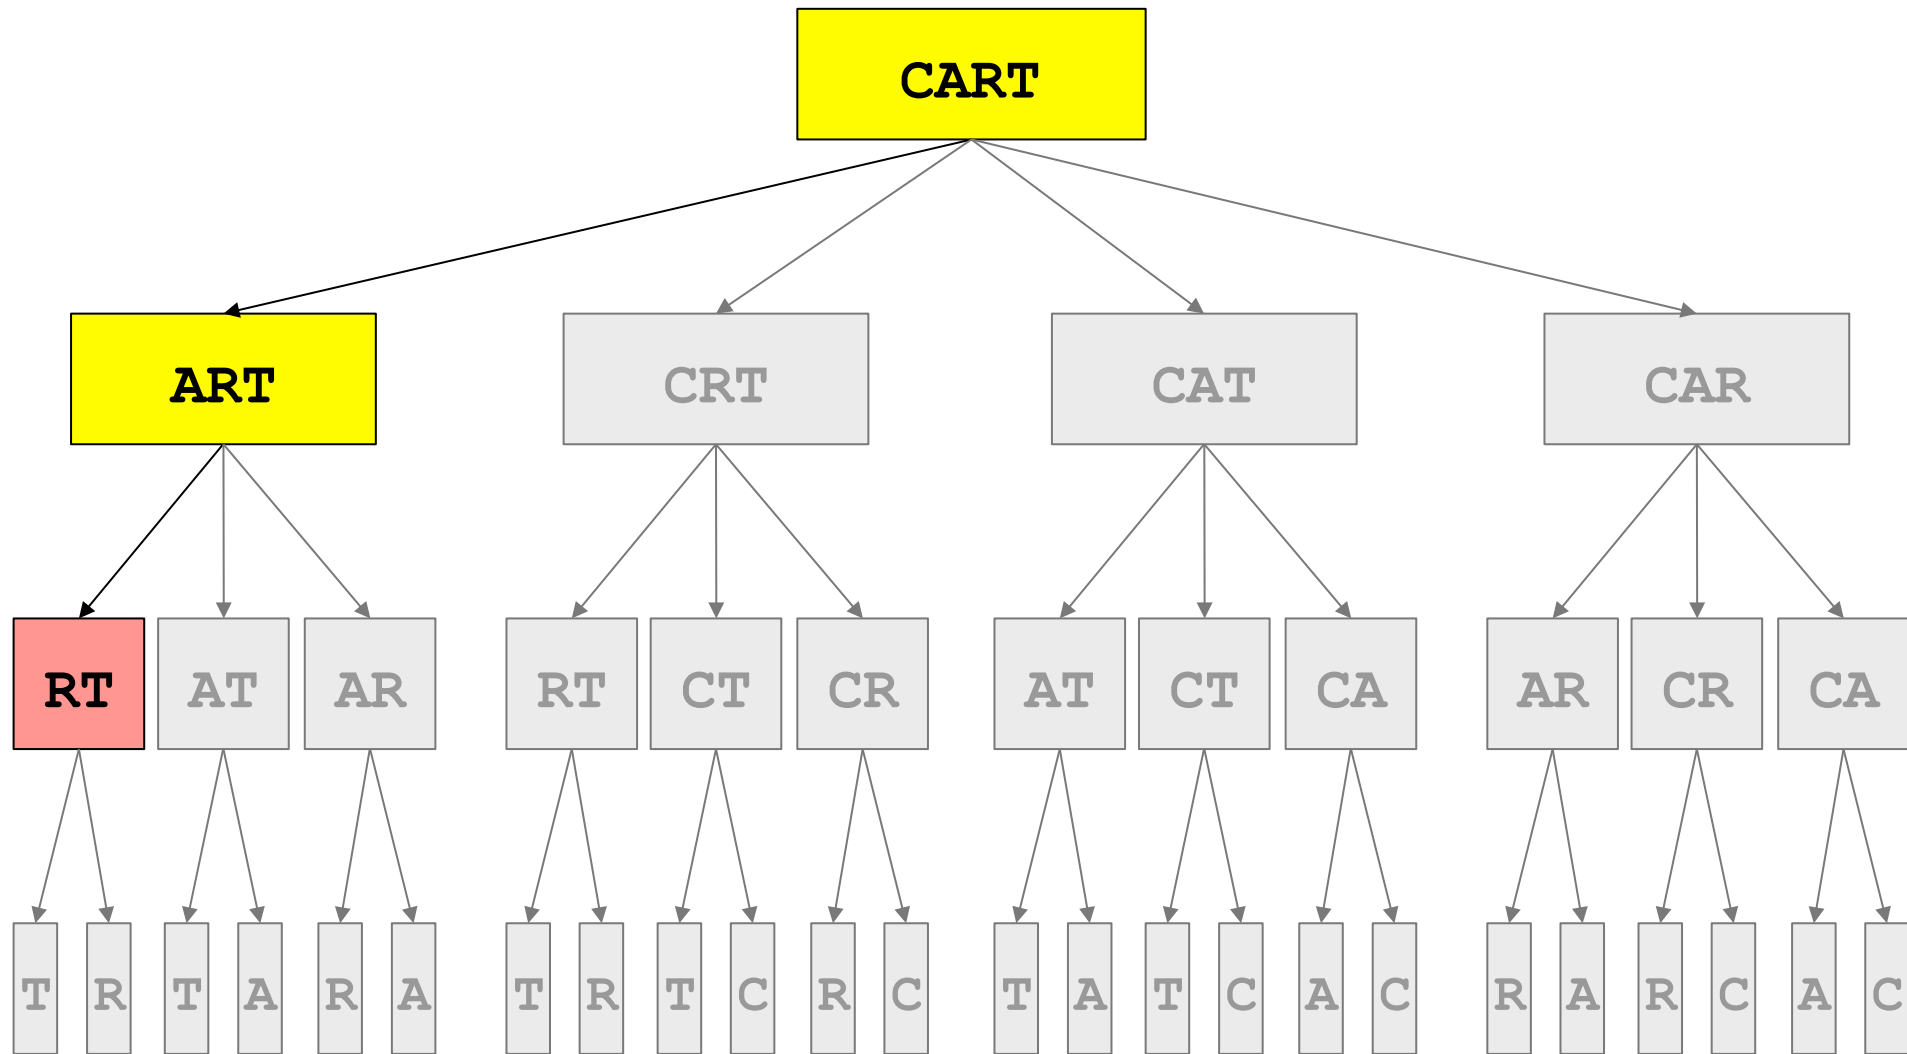 CART
ART CRT CAT CAR
RT AT AR RT CT CR AT CT CA AR CR CA
T R T A R A T R T C R C T A T C A C R A R C A C